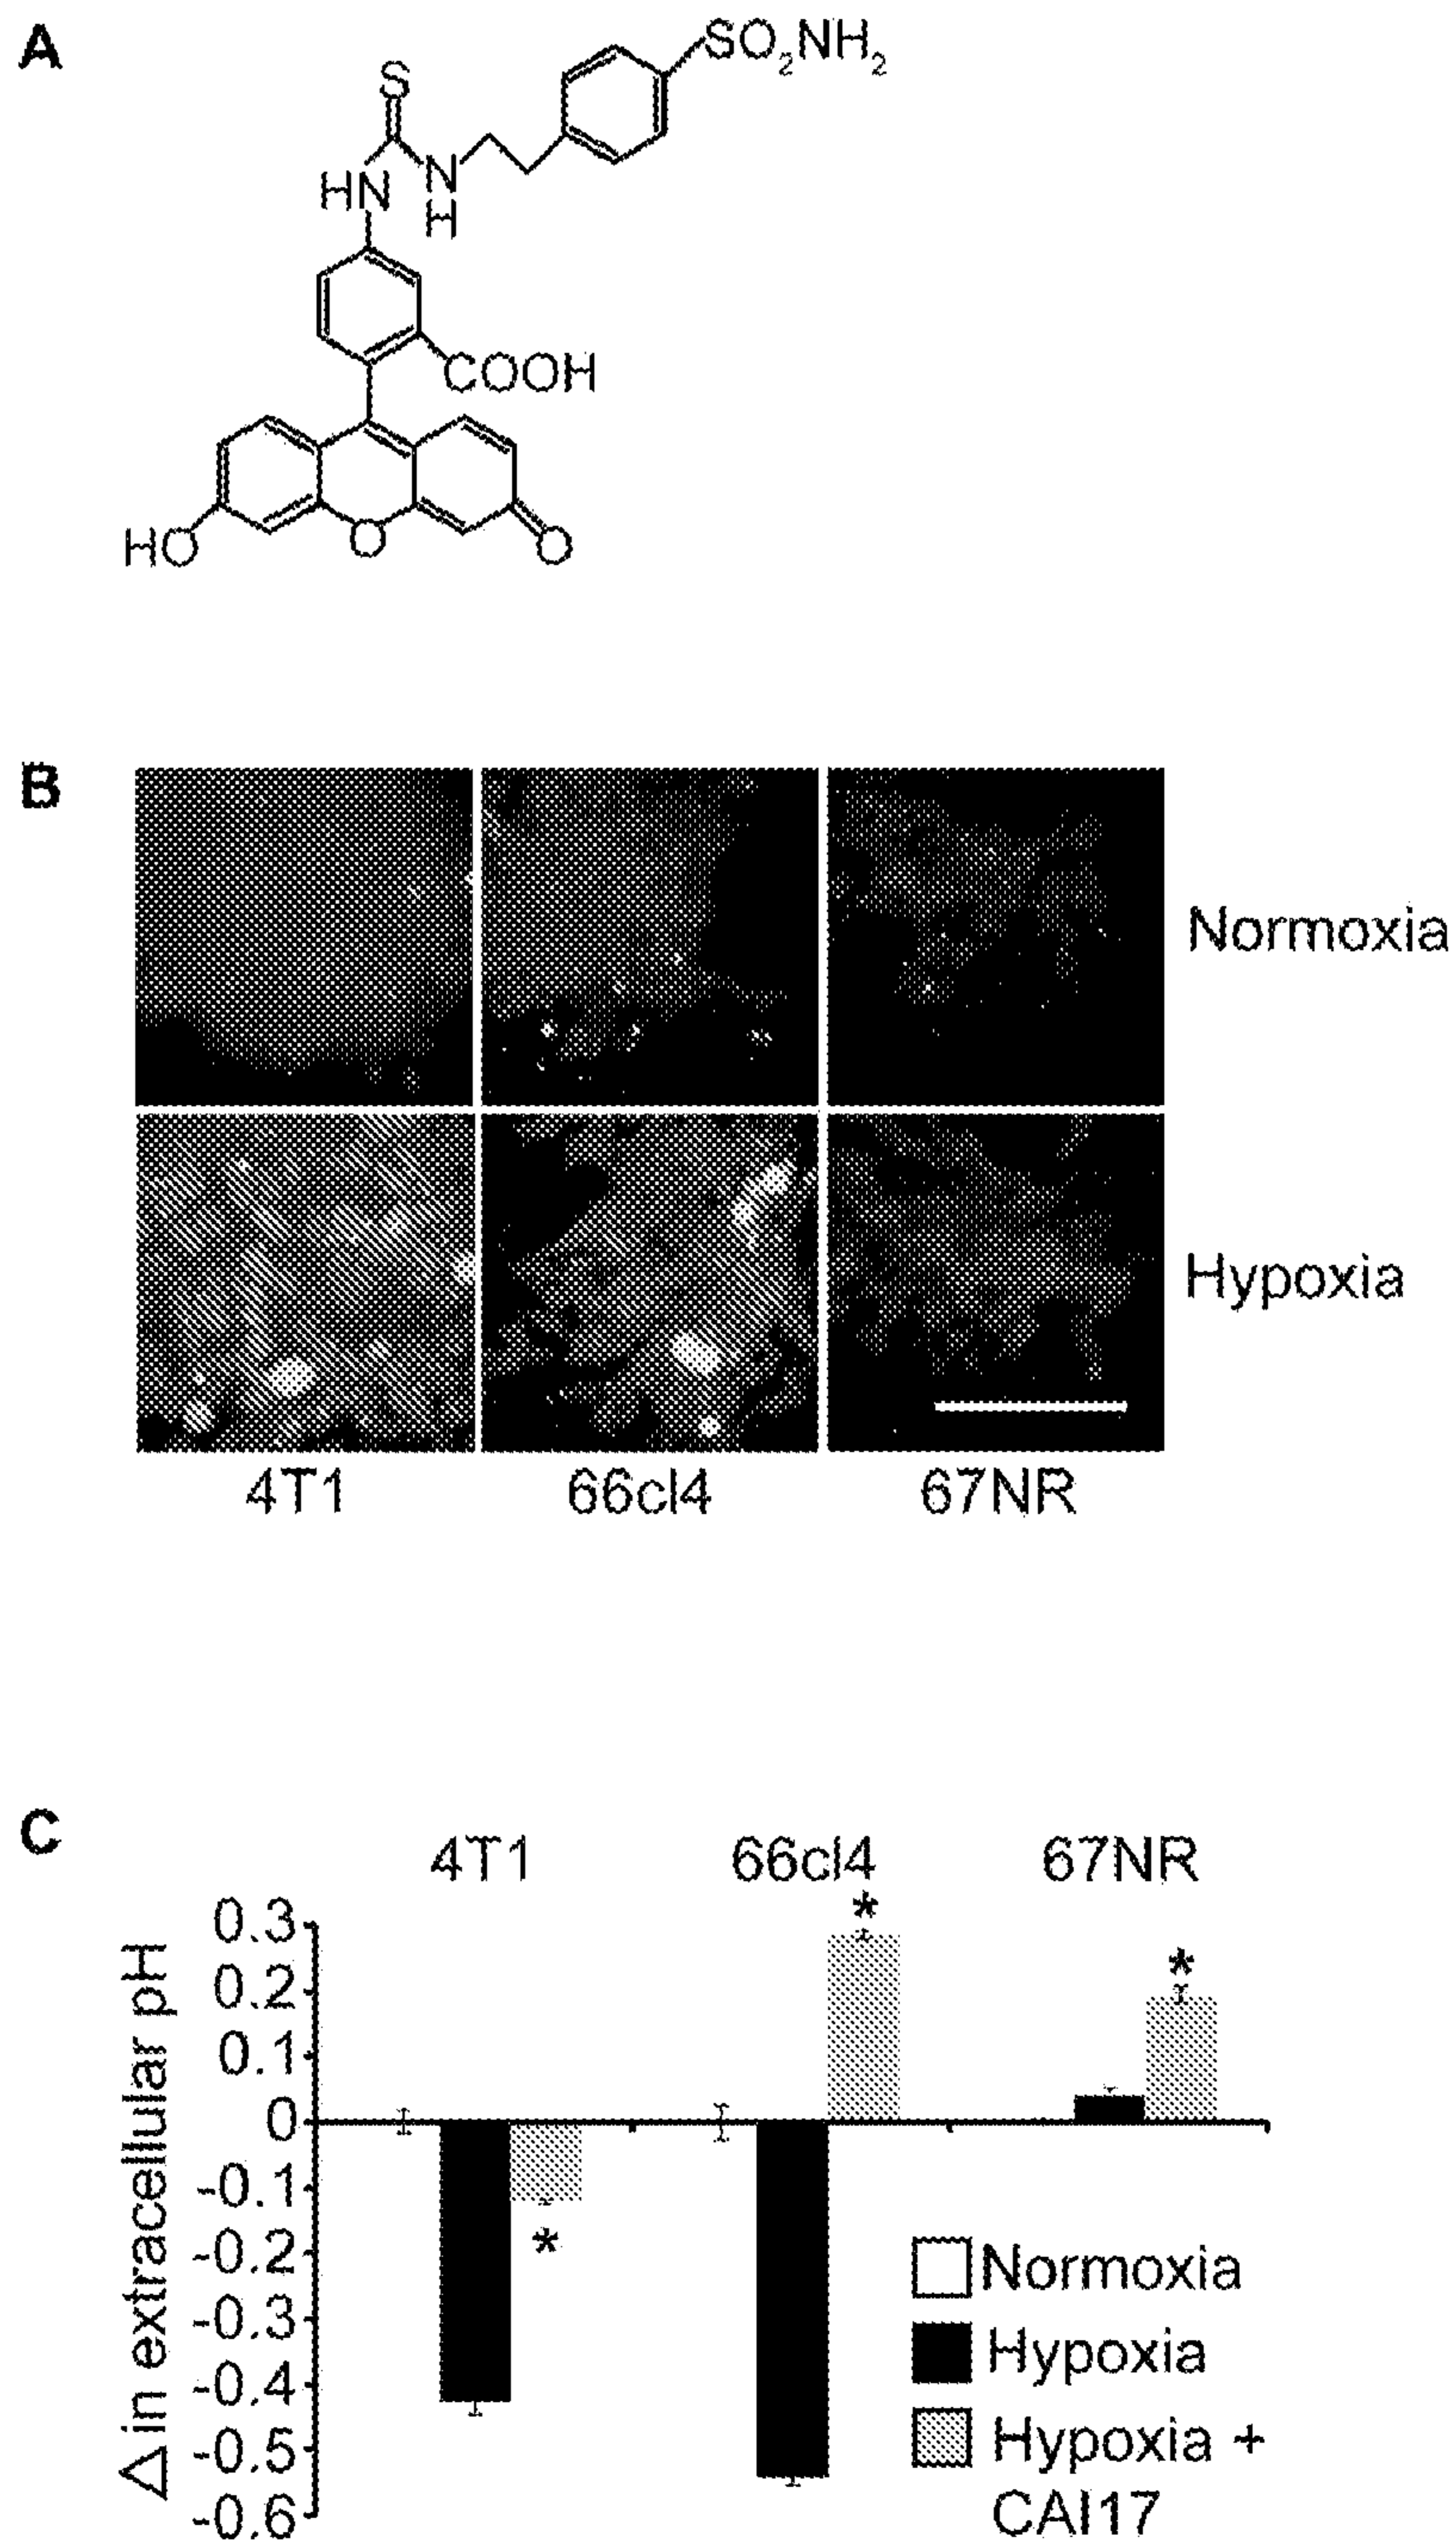 A
SO2NH2
S
HN
N
H
COOH
HO
O
O
B
Normoxia
Hypoxia
4T1 66cl4 67NR
C
4T1 66cl4 67NR
Δ in extracellular pH
0.3
0.2
0.1
0
-0.1
-0.2
-0.3
-0.4
-0.5
-0.6
*
*
*
Normoxia
Hypoxia
Hypoxia +
CAI17